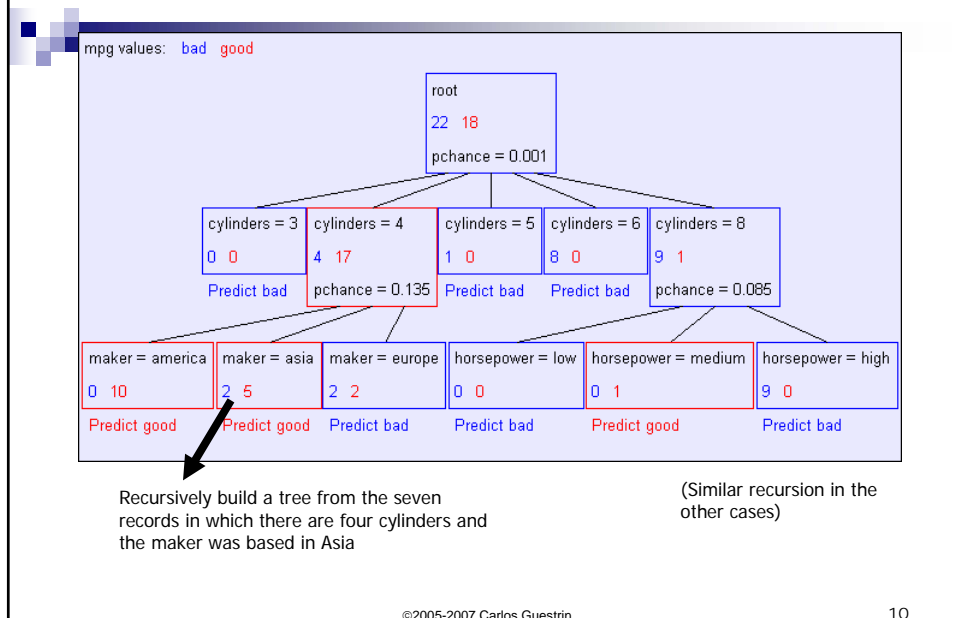 mpg values: bad good
root
22 18
pchance = 0.001
cylinders = 3 cylinders = 4 cylinders = 5 cylinders = 6 cylinders = 8
0 0 4 17 1 0 8 0 9 1
Predict bad pchance = 0.135 Predict bad Predict bad pchance = 0.085
maker = america maker = asia maker = europe horsepower = low horsepower = medium horsepower = high
0 10 2 5 2 2 0 0 0 1 9 0
Predict good Predict good Predict bad Predict bad Predict good Predict bad
Recursively build a tree from the seven
records in which there are four cylinders and
the maker was based in Asia
(Similar recursion in the
other cases)
©2005-2007 Carlos Guestrin
10